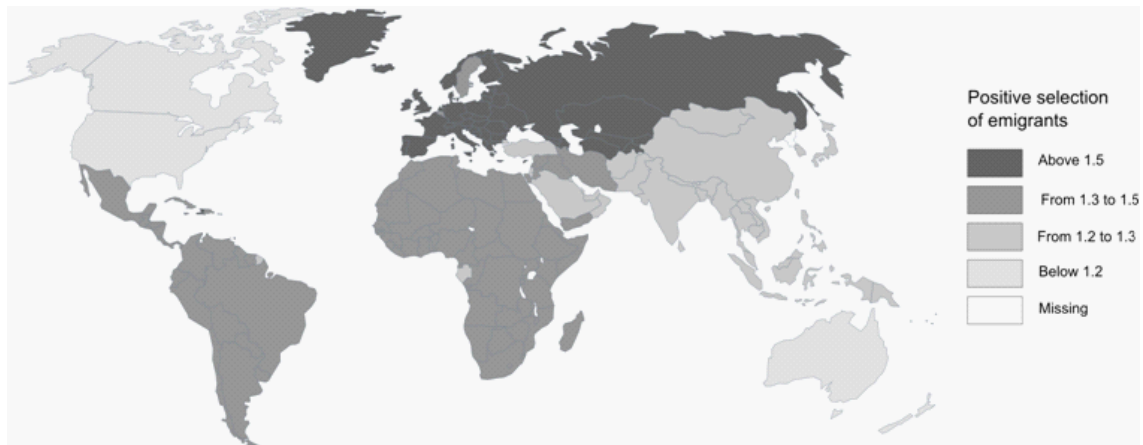 Positive selection
of emigrants
Above 1.5
From 1.3 to 1.5
From 1.2 to 1.3
Below 1.2
Missing